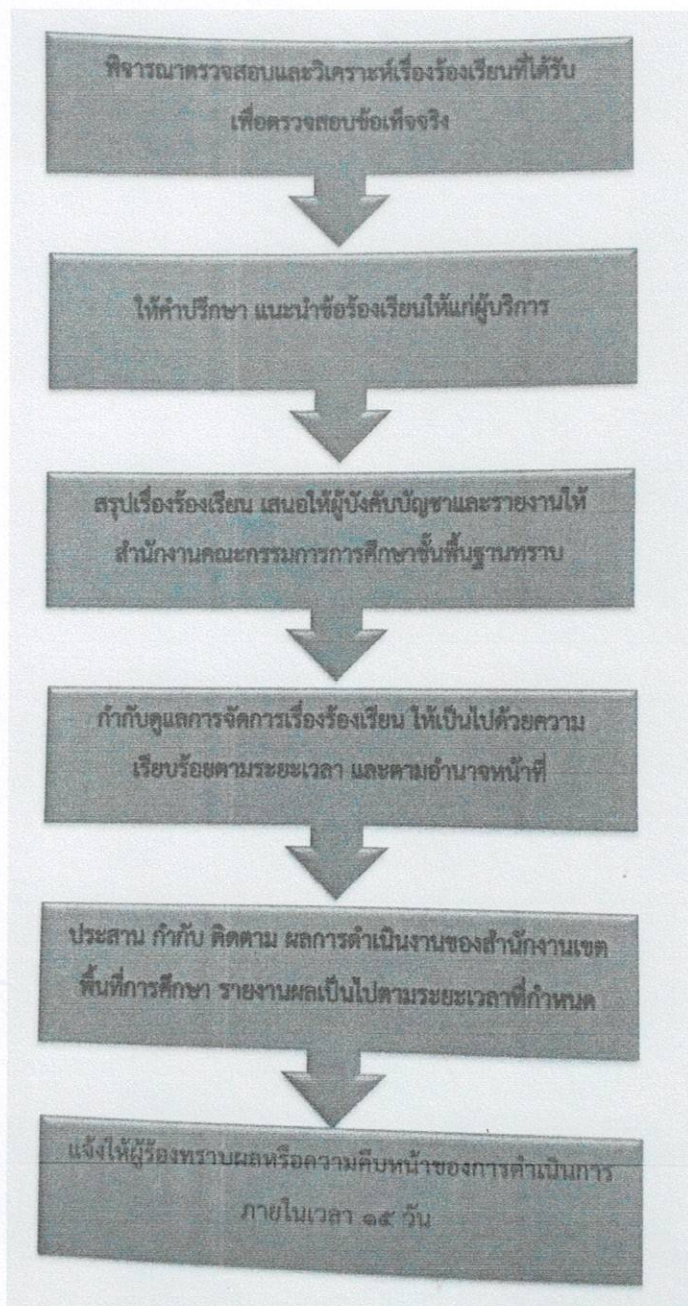 พิจารณาตรวจสอบและวิเคราะห์เรื่องร้องเรียนที่ได้รับ
เพื่อตรวจสอบข้อเท็จจริง
ให้คำปรึกษา แนะนำข้อร้องเรียนให้แก่ผู้บริการ
สรุปเรื่องร้องเรียน เสนอให้ผู้บังคับบัญชาและรายงานให้
สำนักงานคณะกรรมการการศึกษาขั้นพื้นฐานทราบ
กำกับดูแลการจัดการเรื่องร้องเรียน ให้เป็นไปด้วยความ
เรียบร้อยตามระยะเวลา และตามอำนาจหน้าที่
ประสาน กำกับ ติดตาม ผลการดำเนินงานของสำนักงานเขต
พื้นที่การศึกษา รายงานผลเป็นไปตามระยะเวลาที่กำหนด
แจ้งให้ผู้ร้องทราบผลหรือความคืบหน้าของการดำเนินการ
ภายในเวลา ๑๕ วัน